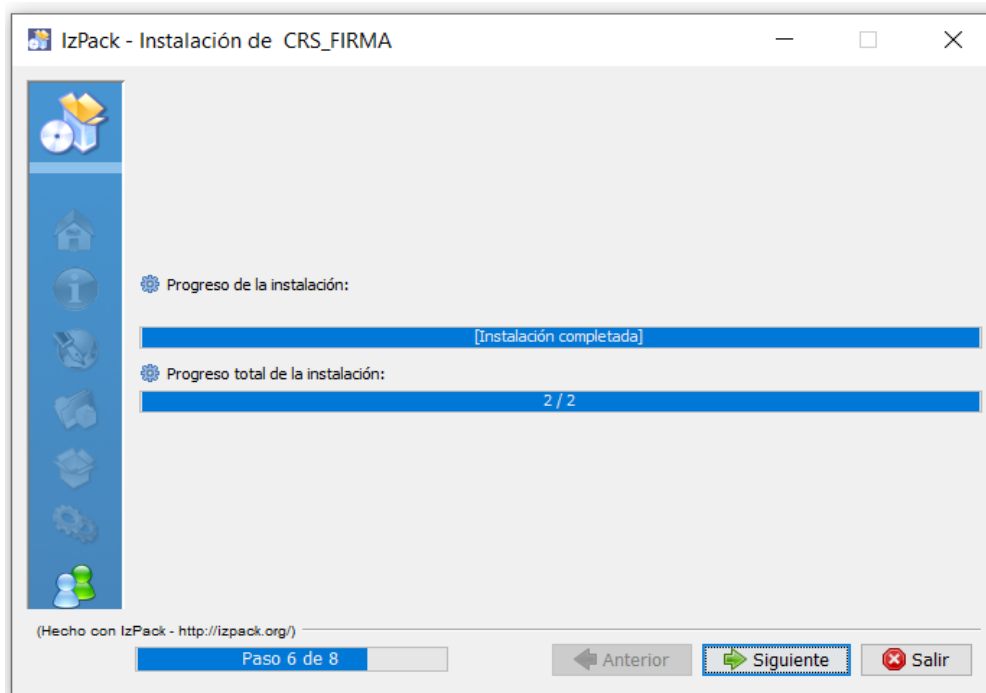 IzPack - Instalación de CRS_FIRMA
Progreso de la instalación:
[Instalación completada]
Progreso total de la instalación:
2 / 2
(Hecho con IzPack - http://izpack.org/)
Paso 6 de 8
Anterior
Siguiente
Salir